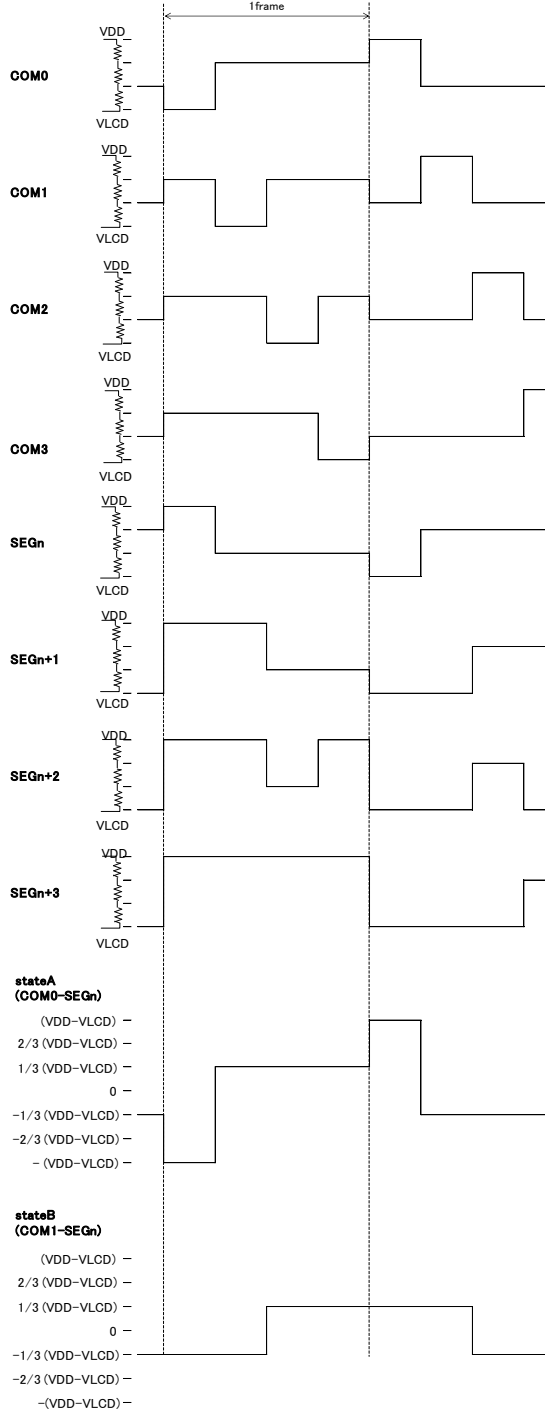 1frame
VDD
COM0
VLCD
VDD
COM1
VLCD
VDD
COM2
VLCD
VDD
COM3
VLCD
VDD
SEGn
VLCD
VDD
SEGn+1
VLCD
VDD
SEGn+2
VLCD
VDD
SEGn+3
VLCD
stateA
(COM0-SEGn)
(VDD-VLCD)
2/3(VDD-VLCD)
1/3(VDD-VLCD)
0
-1/3(VDD-VLCD)
-2/3(VDD-VLCD)
-(VDD-VLCD)
stateB
(COM1-SEGn)
(VDD-VLCD)
2/3(VDD-VLCD)
1/3(VDD-VLCD)
0
-1/3(VDD-VLCD)
-2/3(VDD-VLCD)
-(VDD-VLCD)